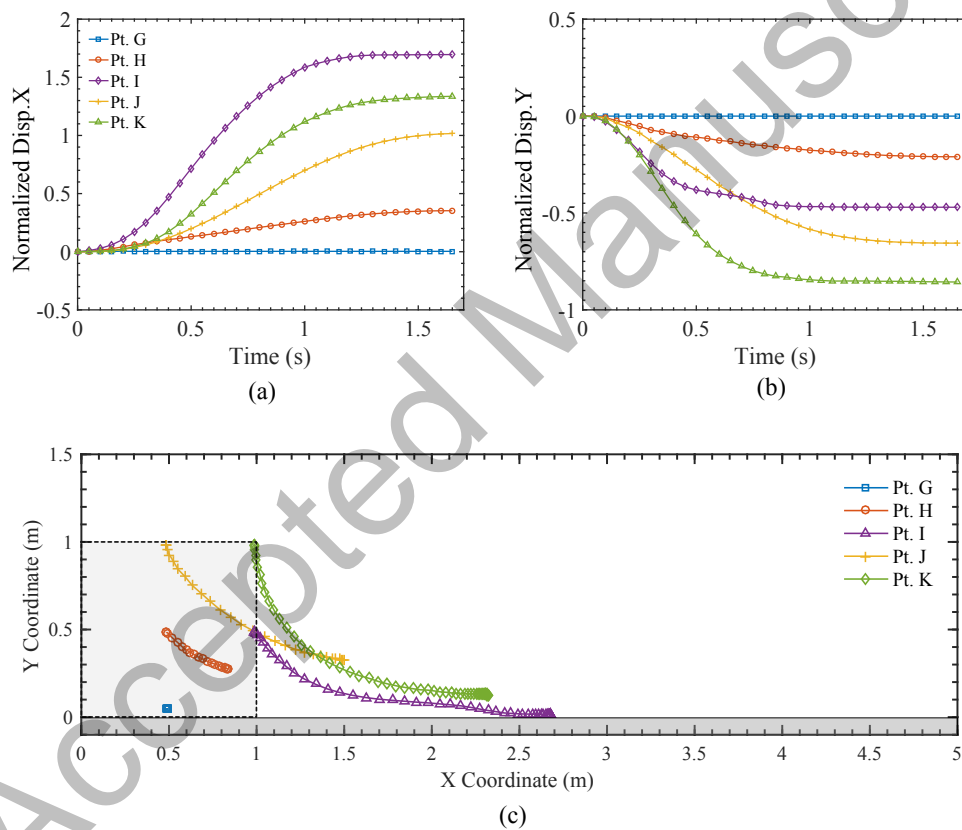 2
1.5
1
0.5
0
-0.5
Normalized Disp.X
Pt. G
Pt. H
Pt. I
Pt. J
Pt. K
0 0.5 1 1.5
Time (s)
(a)
0.5
0
-0.5
-1
Normalized Disp.Y
0 0.5 1 1.5
Time (s)
(b)
1.5
1
0.5
0
Y Coordinate (m)
Pt. G
Pt. H
Pt. I
Pt. J
Pt. K
0 0.5 1 1.5 2 2.5 3 3.5 4 4.5 5
X Coordinate (m)
(c)
Accepted Manusc